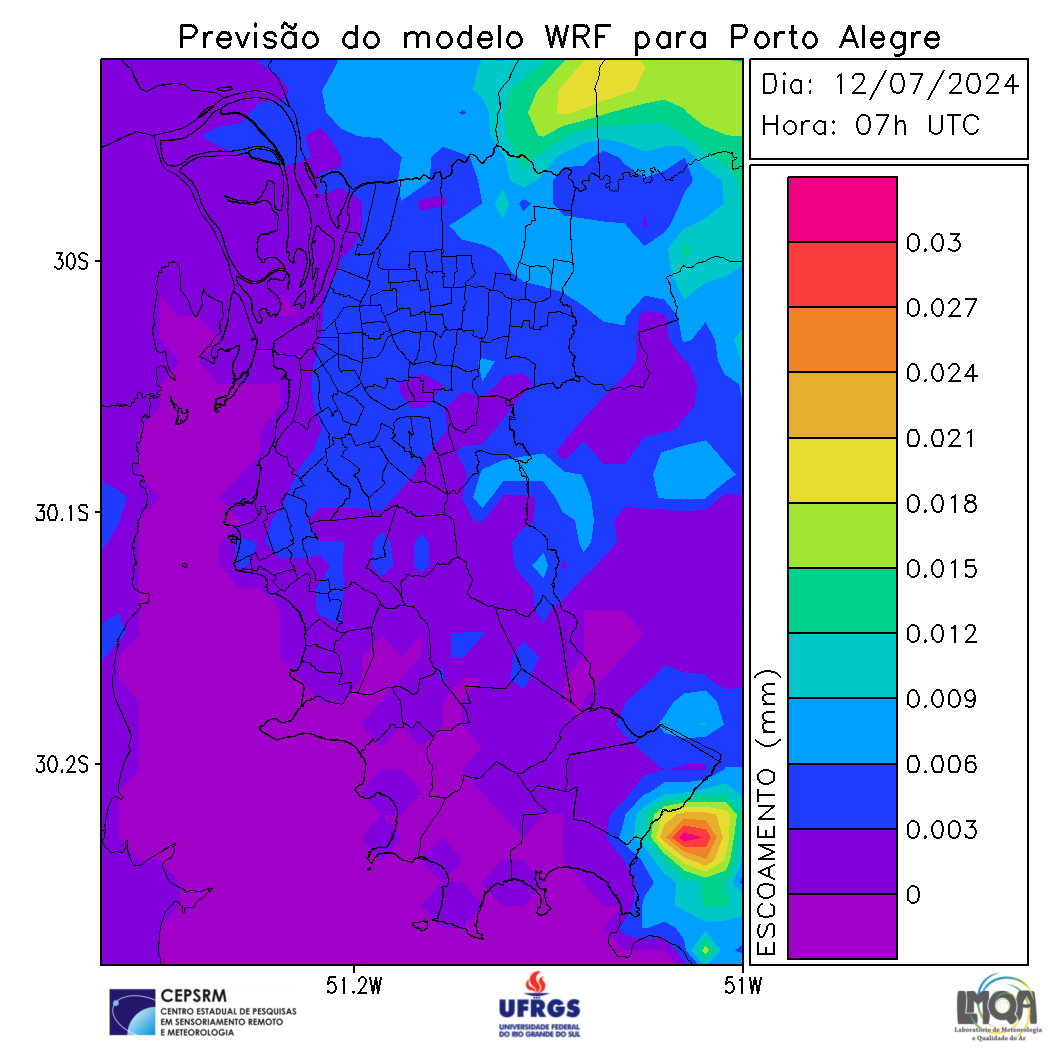 Previsão do modelo WRF para Porto Alegre
Dia: 12/07/2024
Hora: 07h UTC
0.03
0.027
0.024
0.021
0.018
0.015
0.012
0.009
0.006
0.003
0
ESCOAMENTO (mm)
30S
30.1S
30.2S
51.2W
51W
CEPSRM
CENTRO ESTADUAL DE PESQUISAS
EM SENSORIAMENTO REMOTO
E METEOROLOGIA
UFRGS
UNIVERSIDADE FEDERAL
DO RIO GRANDE DO SUL
LMQA
Laboratório de Meteorologia
e Qualidade do Ar